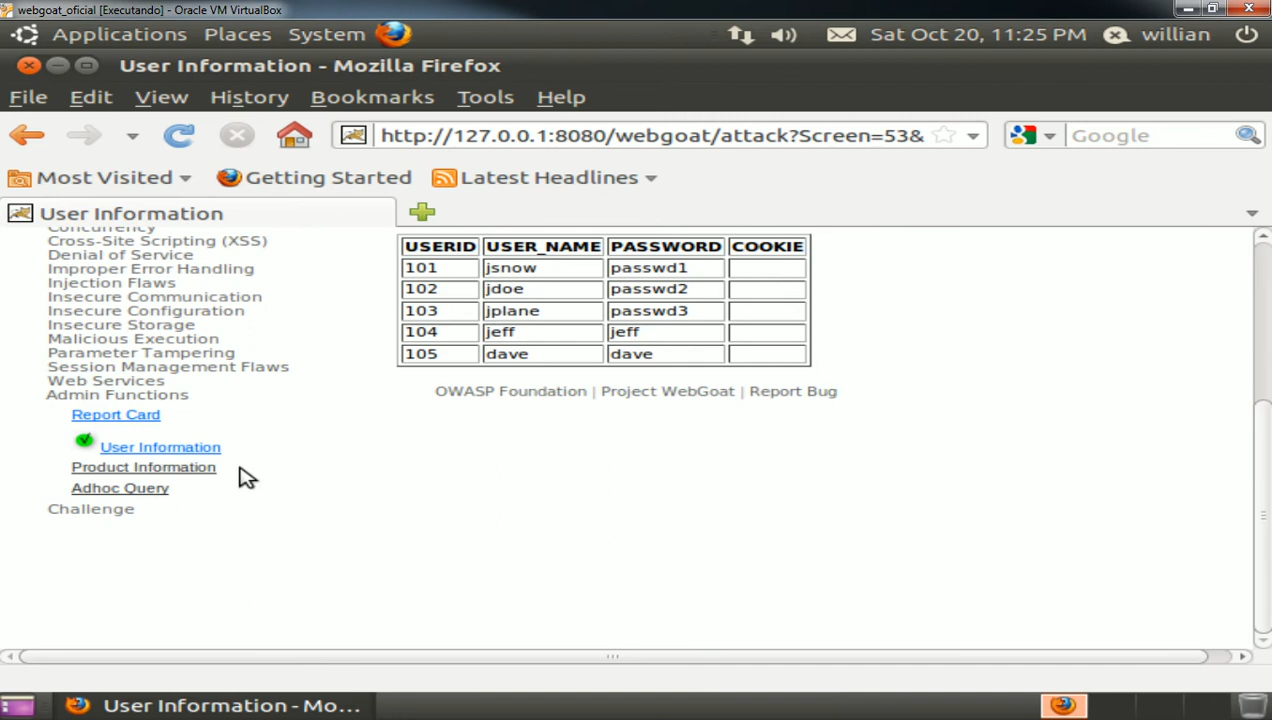 webgoat_oficial [Executando] - Oracle VM VirtualBox
Applications Places System Sat Oct 20, 11:25 PM willian
User Information - Mozilla Firefox
File Edit View History Bookmarks Tools Help
http://127.0.0.1:8080/webgoat/attack?Screen=53& Google
Most Visited Getting Started Latest Headlines
User Information
Concurrency
Cross-Site Scripting (XSS)
Denial of Service
Improper Error Handling
Injection Flaws
Insecure Communication
Insecure Configuration
Insecure Storage
Malicious Execution
Parameter Tampering
Session Management Flaws
Web Services
Admin Functions
Report Card
User Information
Product Information
Adhoc Query
Challenge
USERID USER_NAME PASSWORD COOKIE
101 jsnow passwd1
102 jdoe passwd2
103 jplane passwd3
104 jeff jeff
105 dave dave
OWASP Foundation | Project WebGoat | Report Bug
User Information - Mo...